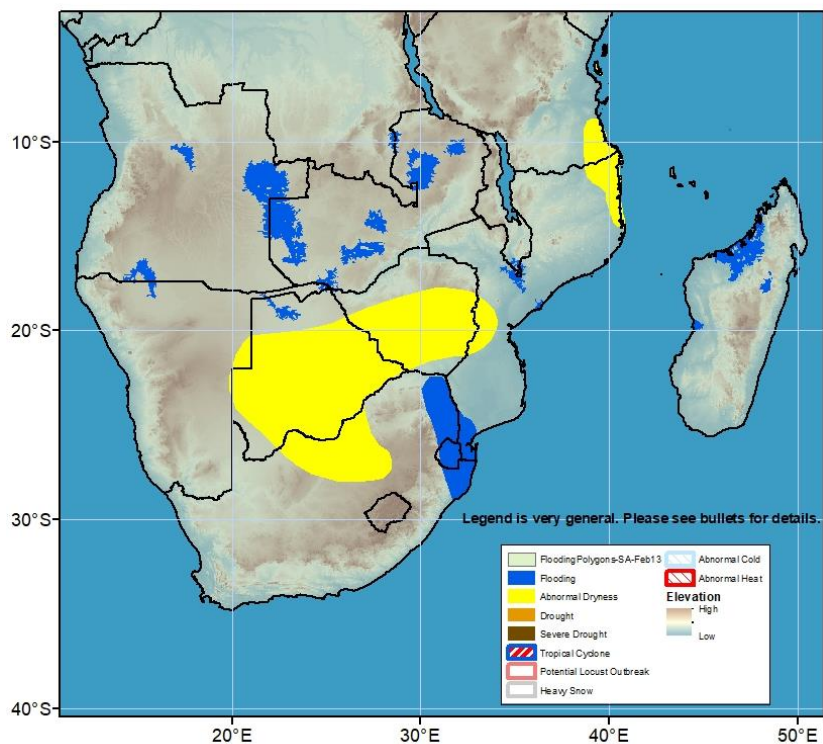 10°S
20°S
30°S
40°S
20°E
30°E
40°E
50°E
Legend is very general. Please see bullets for details.
FloodingPolygons-SA-Feb13
Flooding
Abnormal Dryness
Drought
Severe Drought
Tropical Cyclone
Potential Locust Outbreak
Heavy Snow
Abnormal Cold
Abnormal Heat
Elevation
High
Low